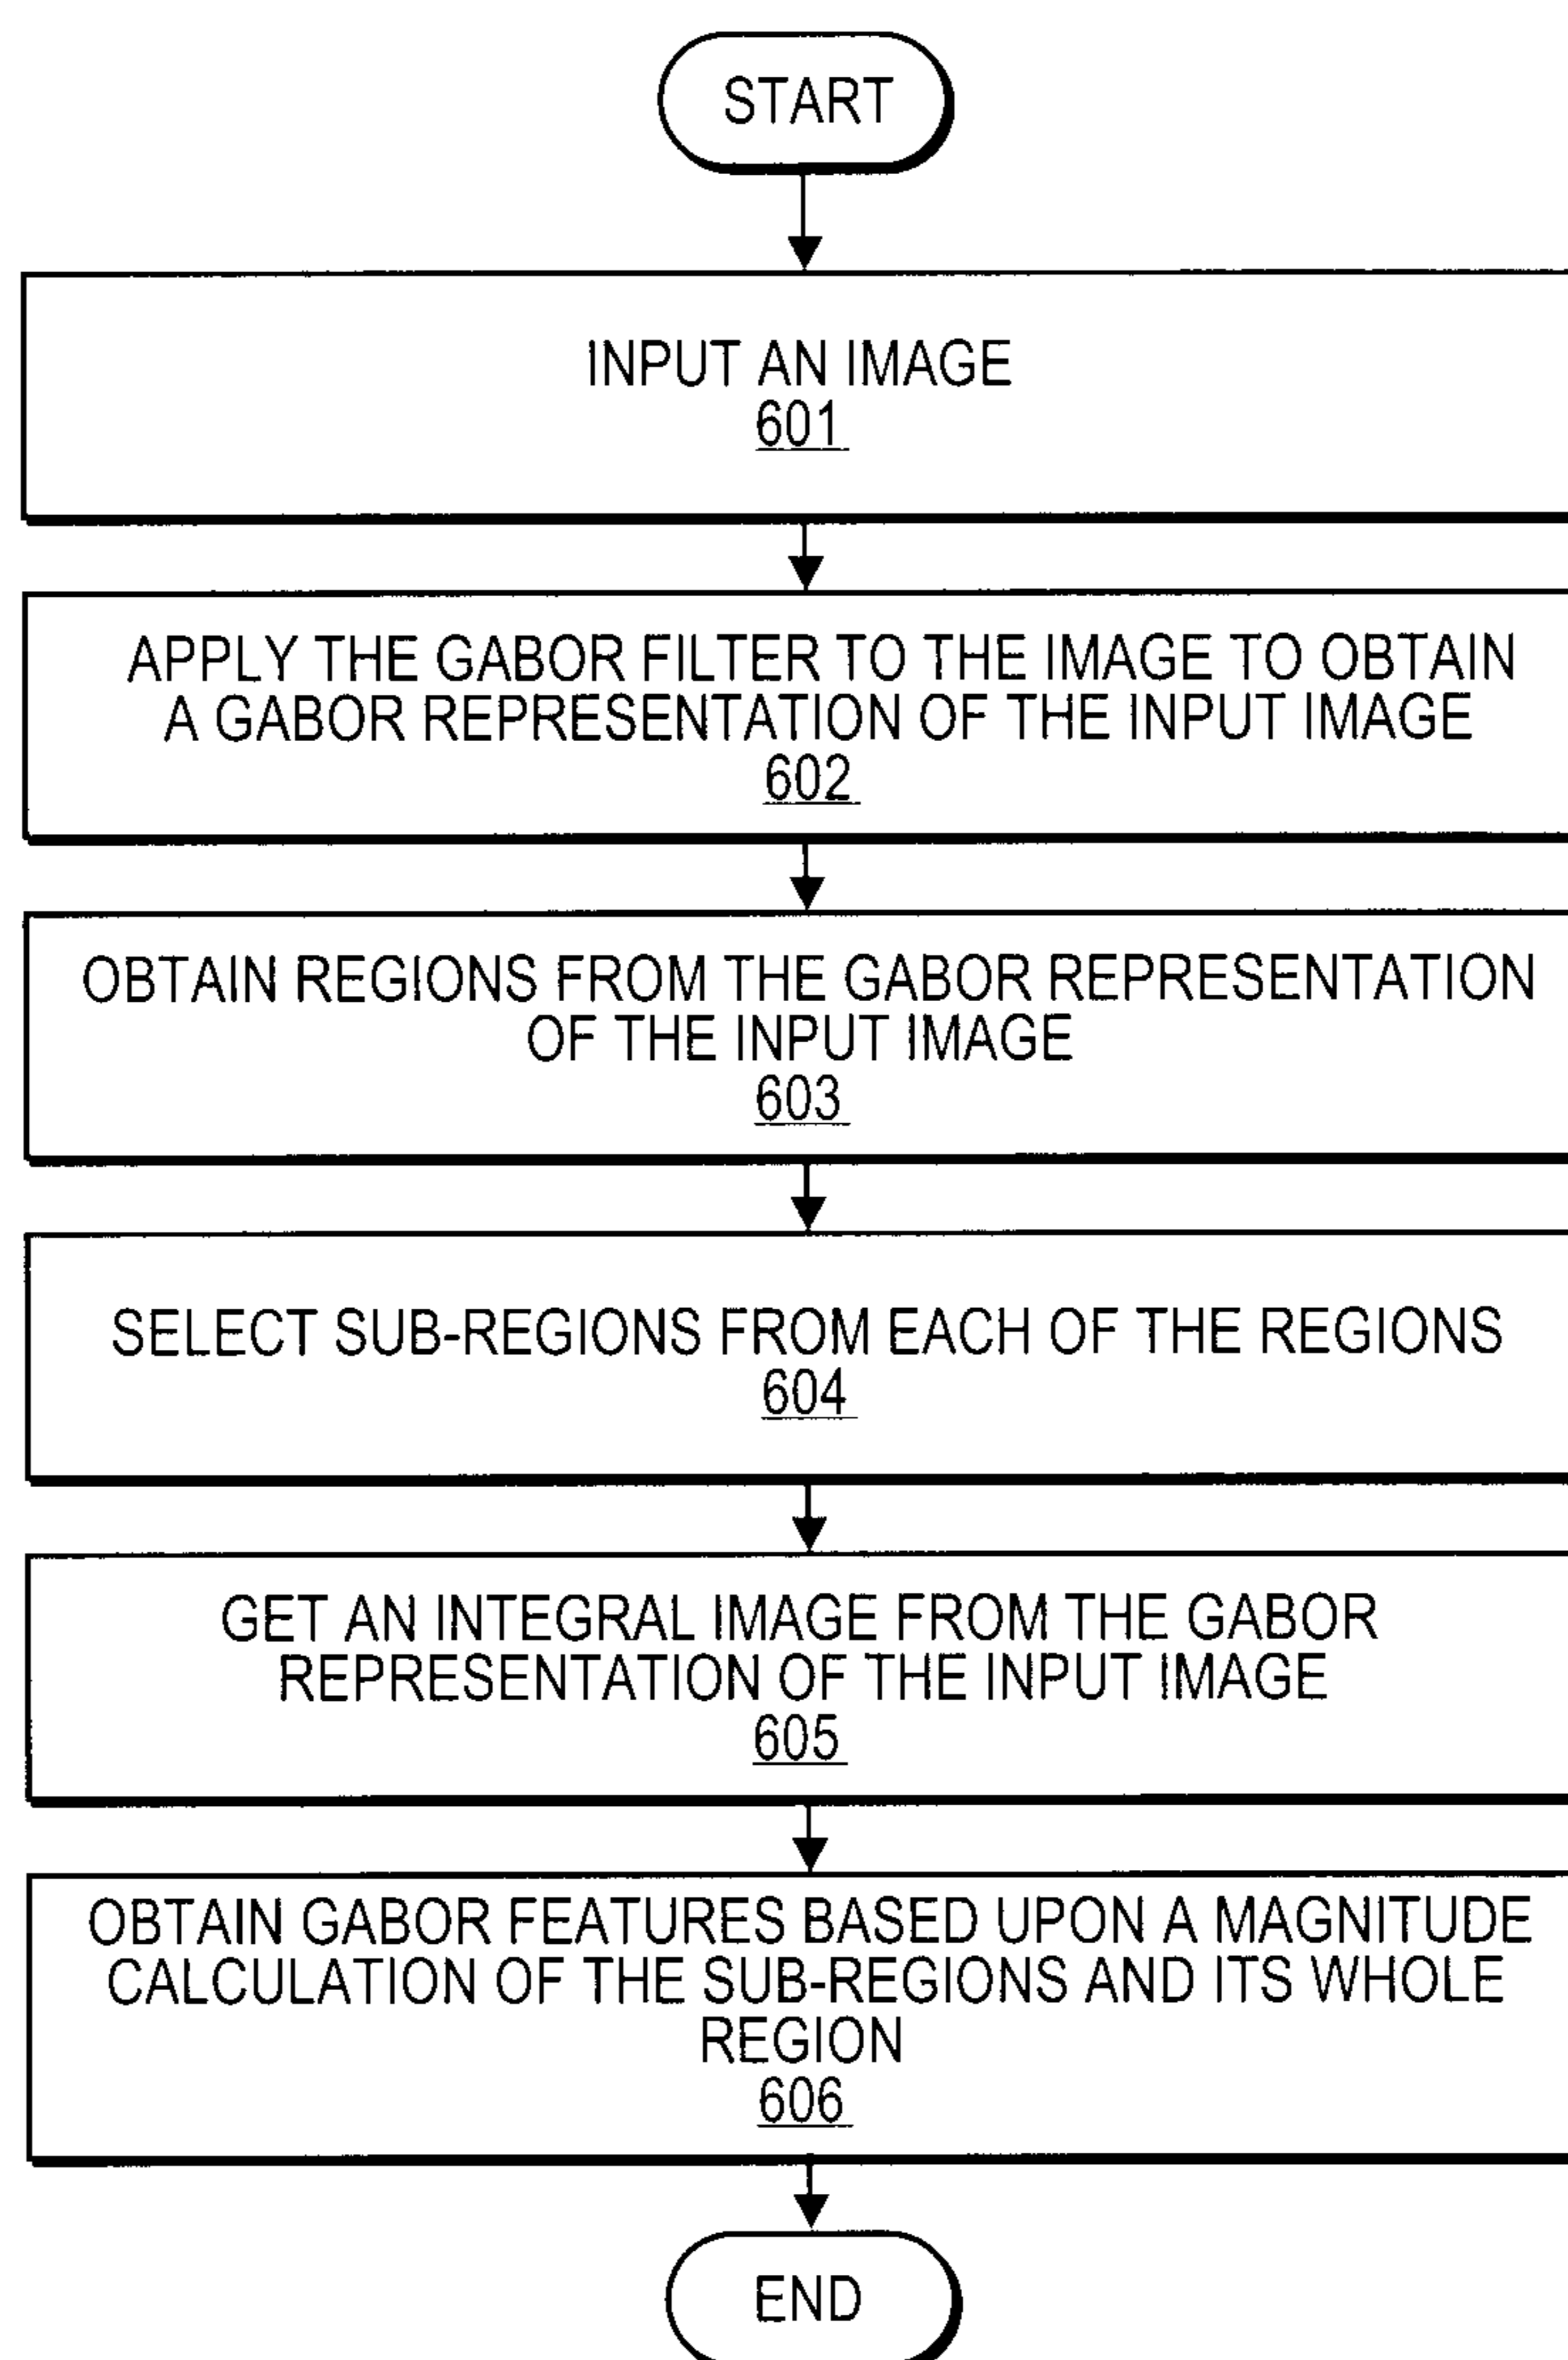 START
INPUT AN IMAGE
601
APPLY THE GABOR FILTER TO THE IMAGE TO OBTAIN
A GABOR REPRESENTATION OF THE INPUT IMAGE
602
OBTAIN REGIONS FROM THE GABOR REPRESENTATION
OF THE INPUT IMAGE
603
SELECT SUB-REGIONS FROM EACH OF THE REGIONS
604
GET AN INTEGRAL IMAGE FROM THE GABOR
REPRESENTATION OF THE INPUT IMAGE
605
OBTAIN GABOR FEATURES BASED UPON A MAGNITUDE
CALCULATION OF THE SUB-REGIONS AND ITS WHOLE
REGION
606
END